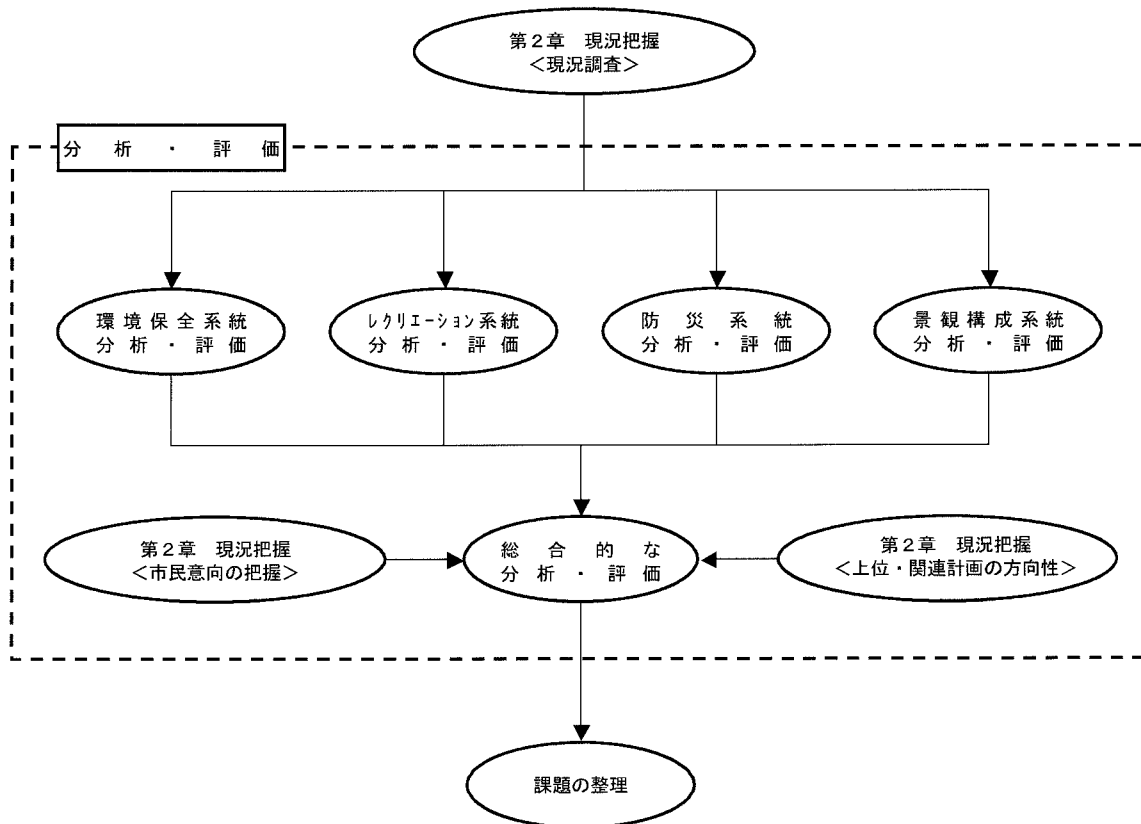 第２章　現況把握
＜現況調査＞
分析・評価
環境保全系統
分析・評価
ﾚｸﾘｴｰｼｮﾝ系統
分析・評価
防災系統
分析・評価
景観構成系統
分析・評価
第２章　現況把握
＜市民意向の把握＞
総合的な
分析・評価
第２章　現況把握
＜上位・関連計画の方向性＞
課題の整理